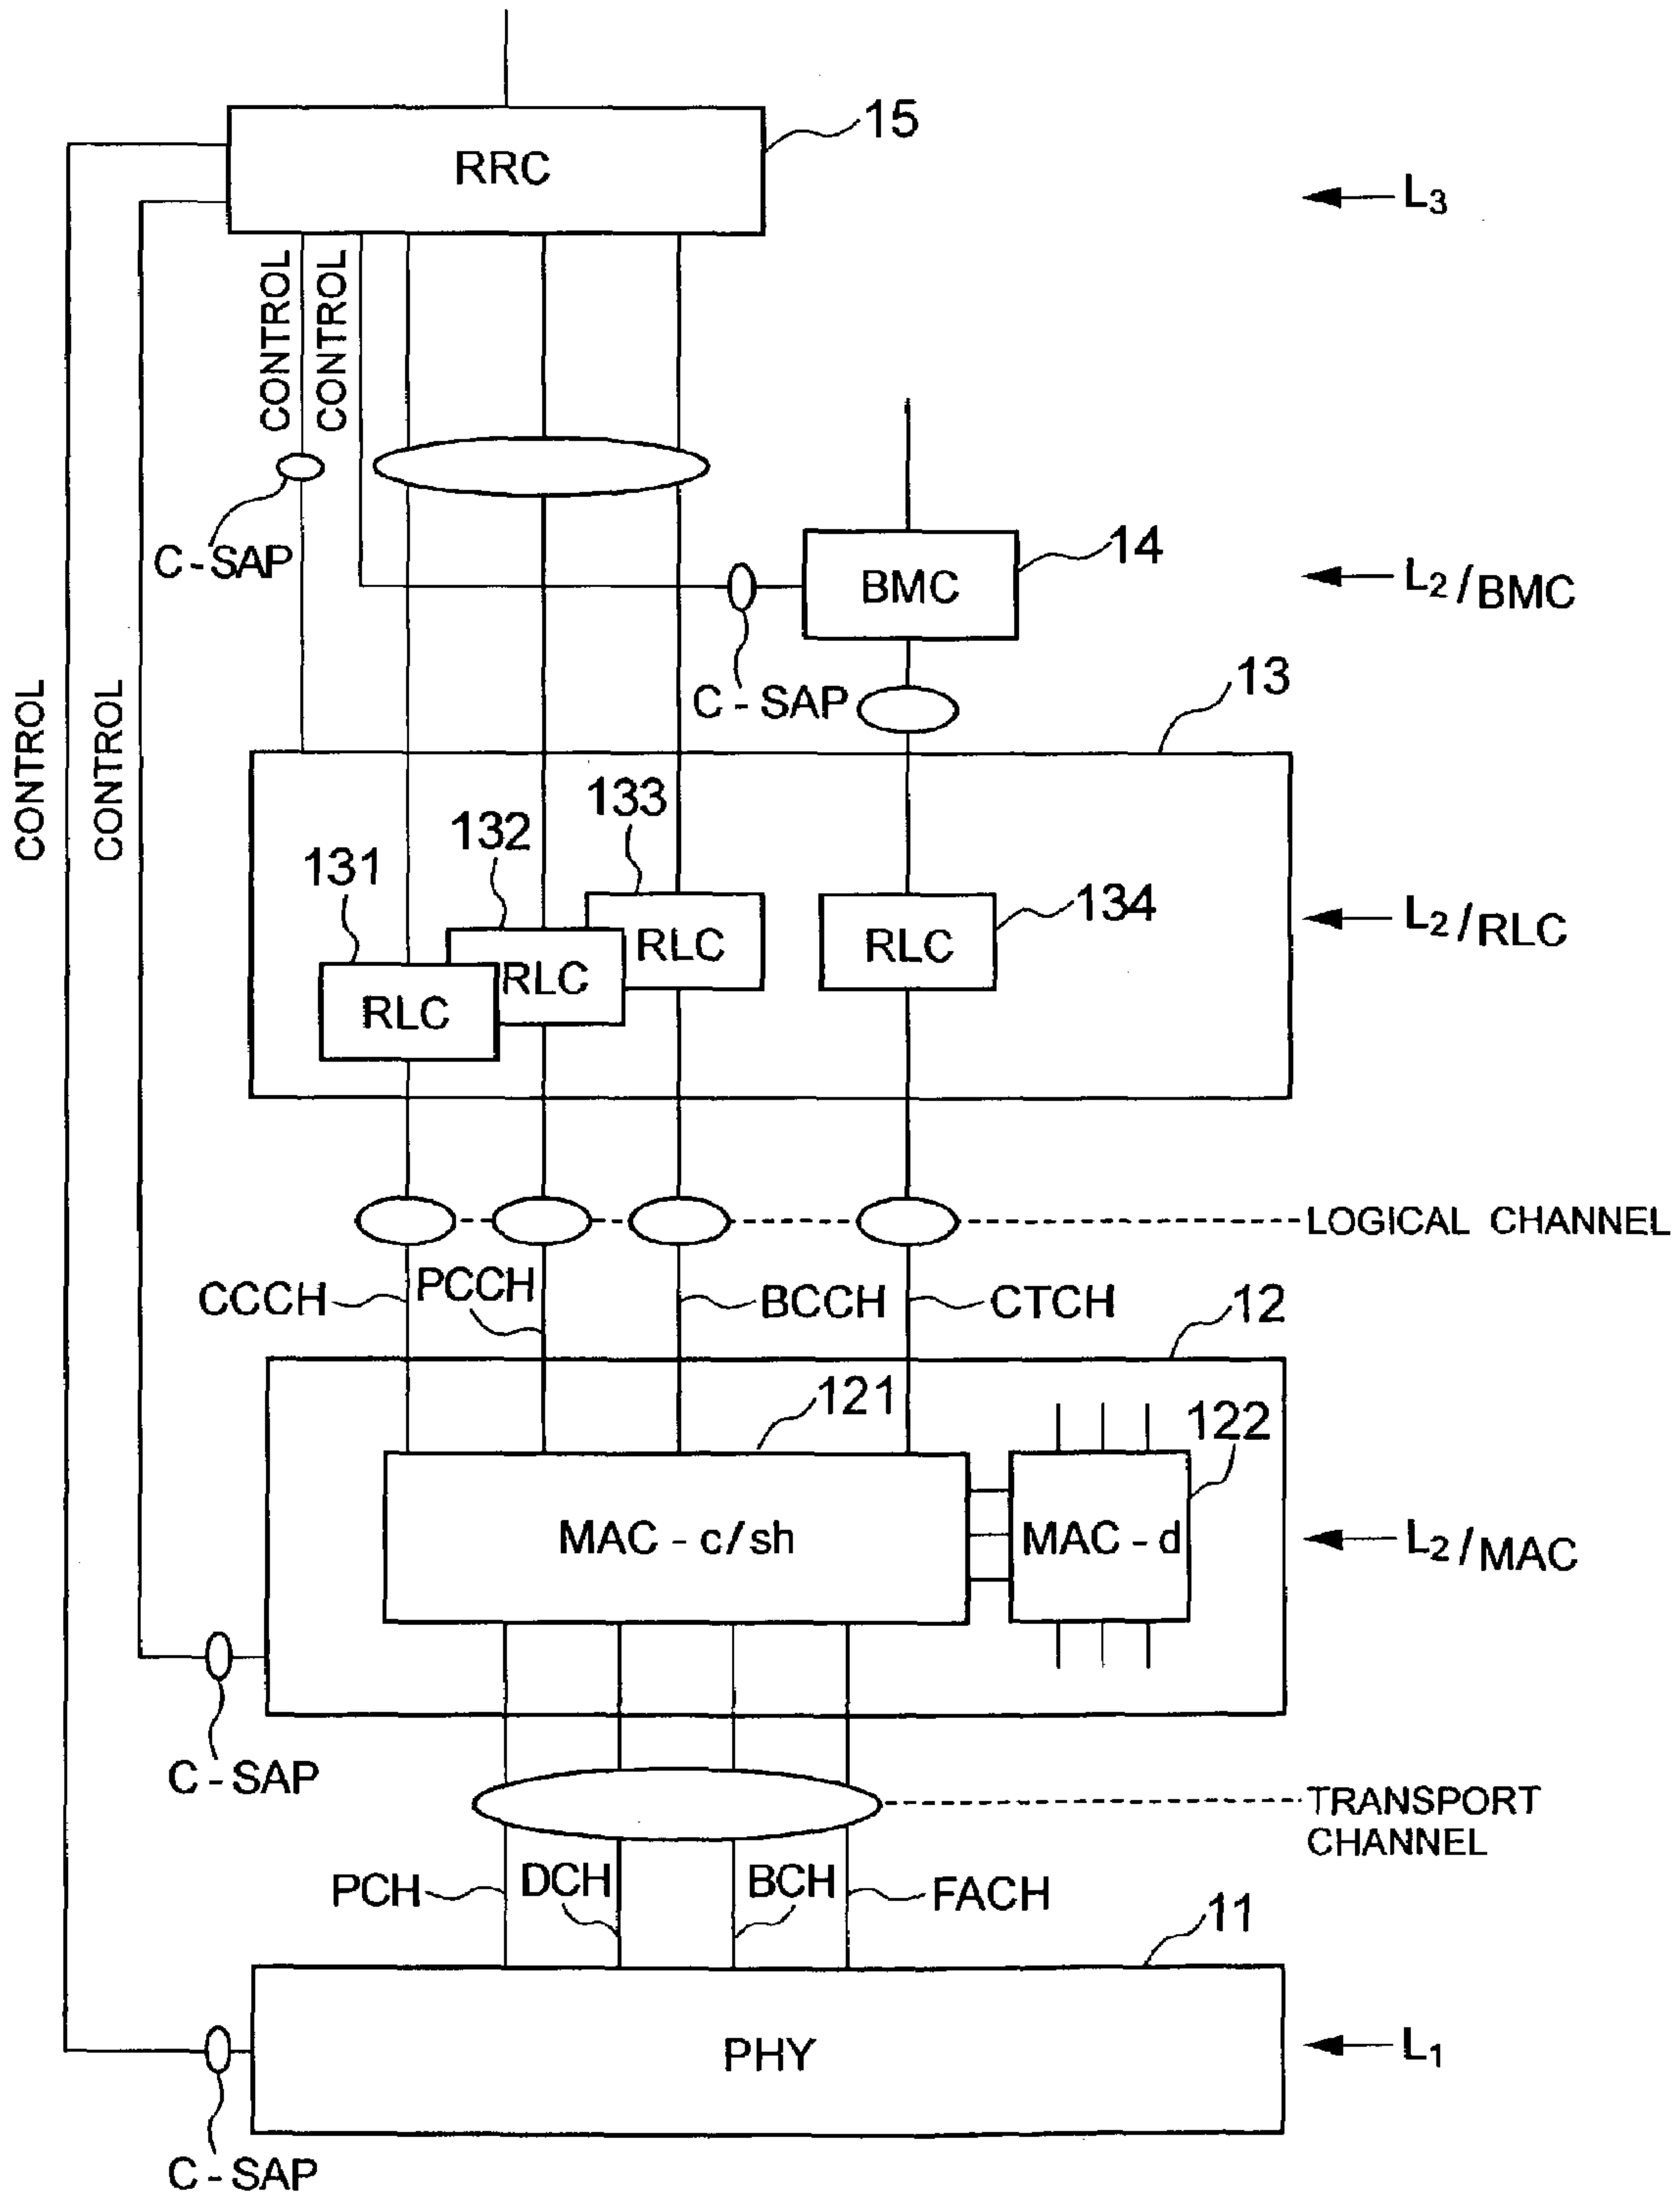 15
RRC
L3
CONTROL
CONTROL
C-SAP
14
BMC
L2/BMC
C-SAP
13
CONTROL
CONTROL
133
132
131
134
RLC
RLC
RLC
RLC
L2/RLC
LOGICAL CHANNEL
CCCH
PCCH
BCCH
CTCH
12
121
122
MAC-c/sh
MAC-d
L2/MAC
C-SAP
TRANSPORT
CHANNEL
PCH
DCH
BCH
FACH
11
PHY
L1
C-SAP